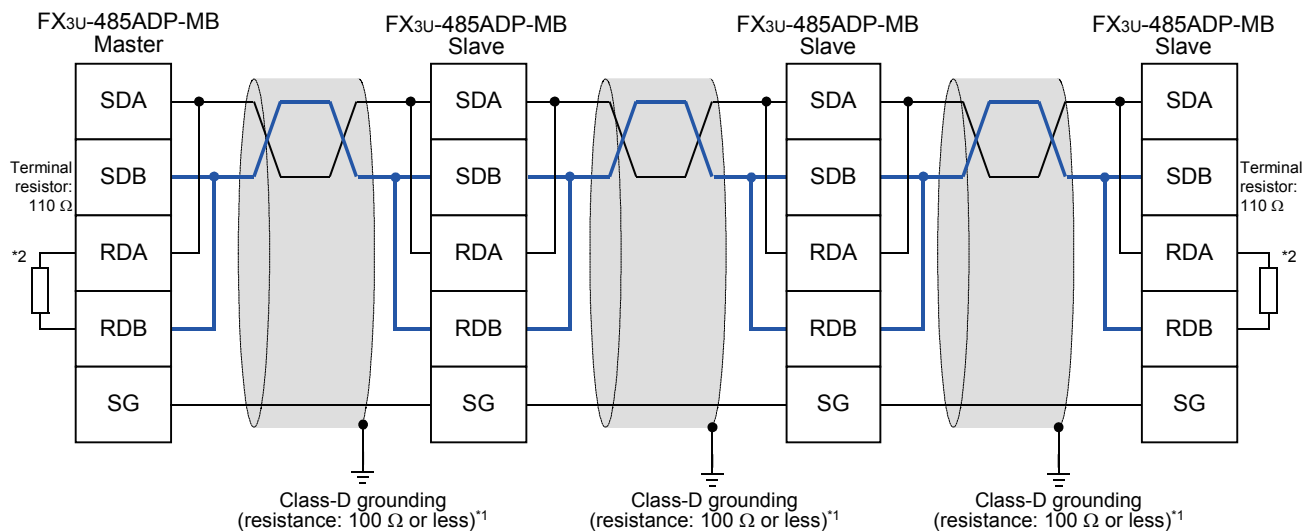 FX3U-485ADP-MB
Master
FX3U-485ADP-MB
Slave
FX3U-485ADP-MB
Slave
FX3U-485ADP-MB
Slave
Terminal
resistor:
110 Ω
*2
SDA
SDB
RDA
RDB
SG
SDA
SDB
RDA
RDB
SG
SDA
SDB
RDA
RDB
SG
SDA
SDB
RDA
RDB
SG
Terminal
resistor:
110 Ω
*2
Class-D grounding
(resistance: 100 Ω or less)*1
Class-D grounding
(resistance: 100 Ω or less)*1
Class-D grounding
(resistance: 100 Ω or less)*1